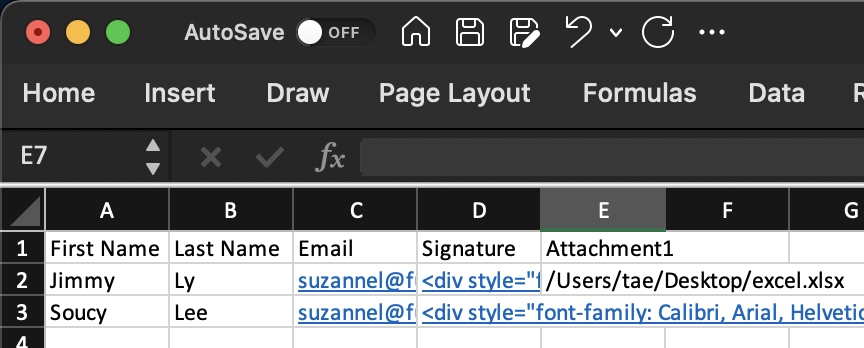 AutoSave OFF
Home Insert Draw Page Layout Formulas Data
E7 fx
A B C D E F G
1 First Name Last Name Email Signature Attachment1
2 Jimmy Ly suzannel@f <div style="f /Users/tae/Desktop/excel.xlsx
3 Soucy Lee suzannel@f <div style="font-family: Calibri, Arial, Helvetic
4